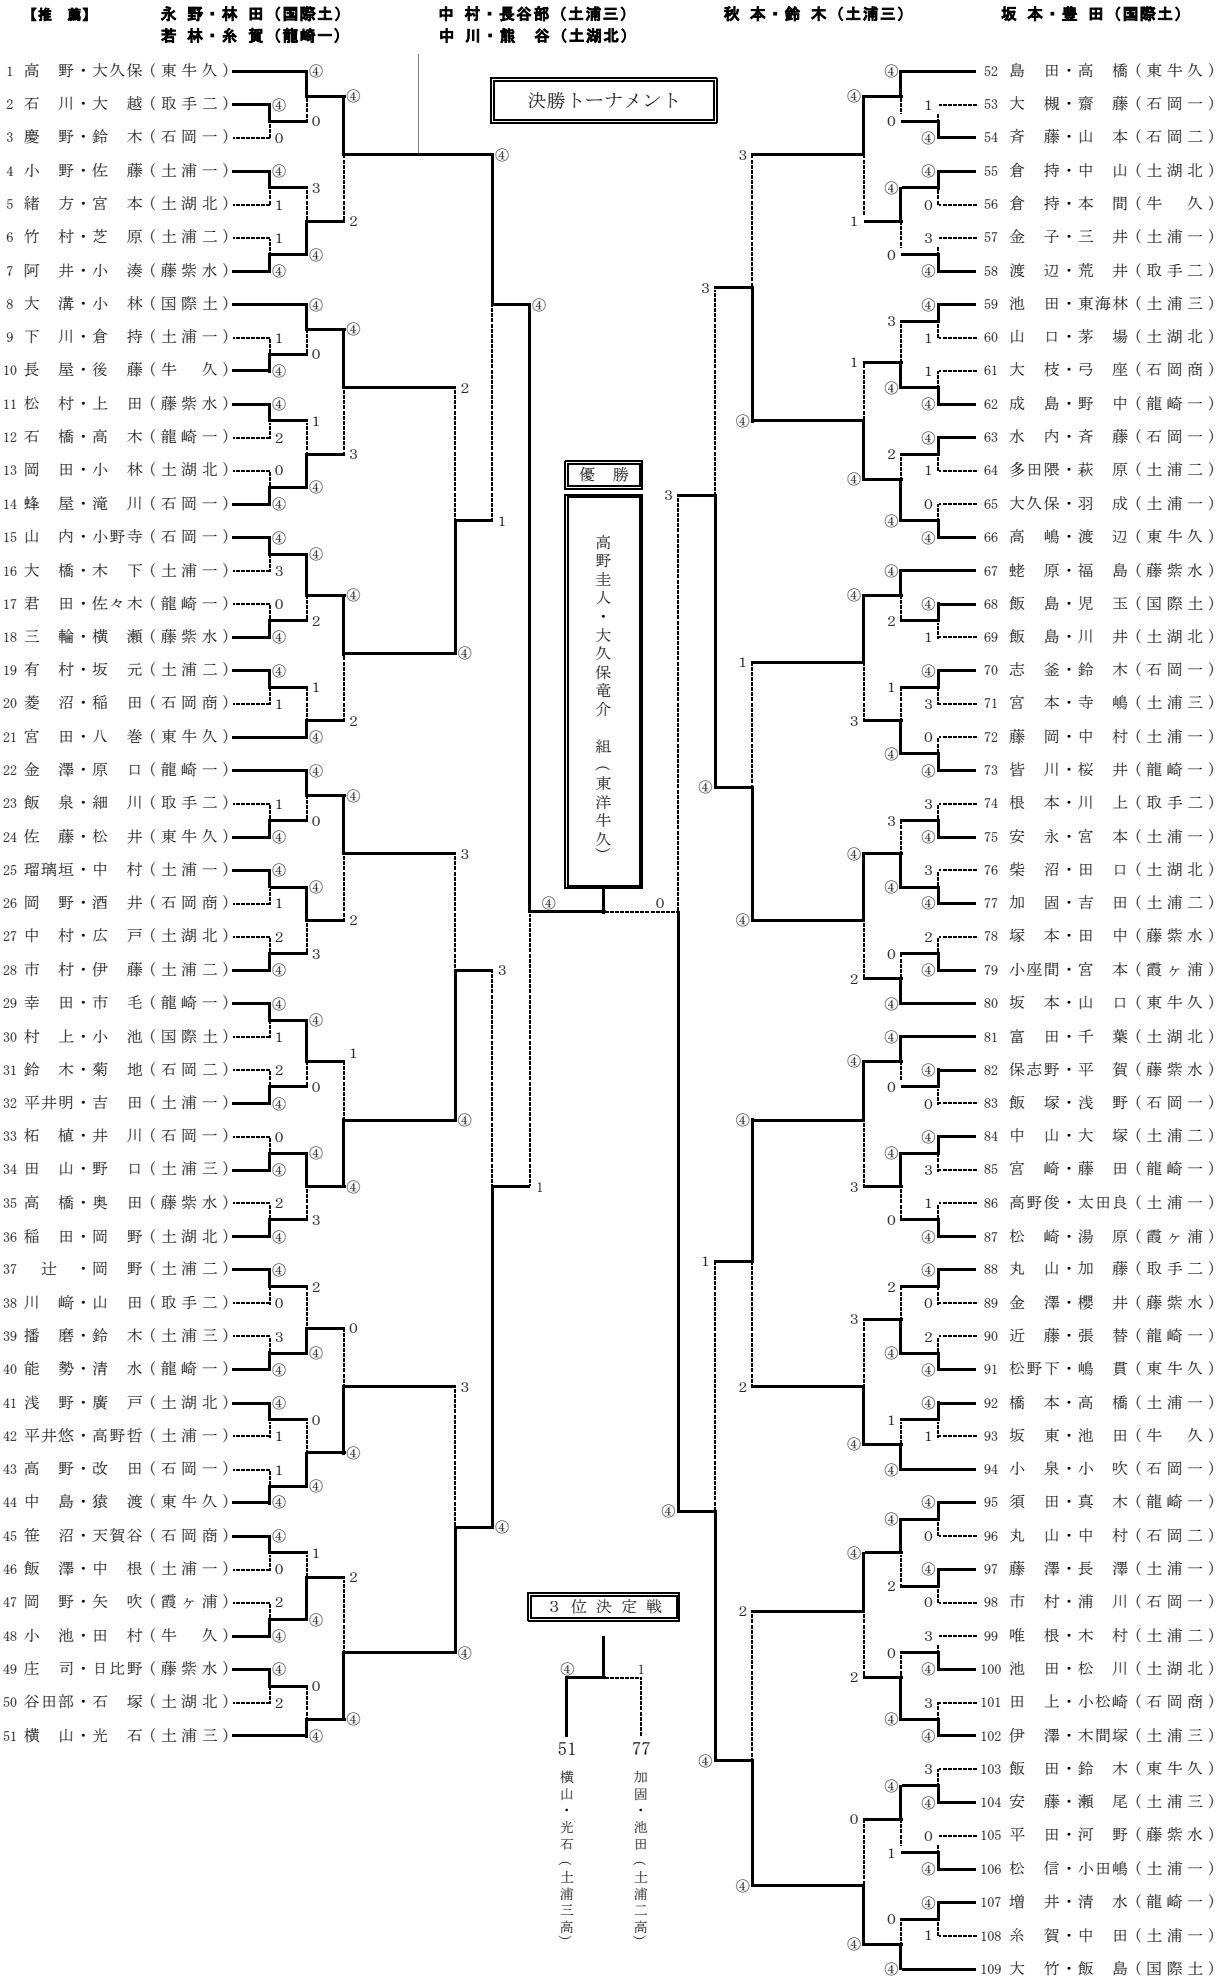 【推　薦】　永 野・林 田（国際土）　中 村・長谷部（土浦三）　秋 本・鈴 木（土浦三）　坂 本・豊 田（国際土）
若 林・糸 賀（龍崎一）　中 川・熊 谷（土湖北）
決勝トーナメント
1 高　野・大久保（東牛久）
2 石　川・大　越（取手二）
3 慶　野・鈴　木（石岡一）
4 小　野・佐　藤（土浦一）
5 緒　方・宮　本（土湖北）
6 竹　村・芝　原（土浦二）
7 阿　井・小　湊（藤紫水）
8 大　溝・小　林（国際土）
9 下　川・倉　持（土浦一）
10 長　屋・後　藤（牛　久）
11 松　村・上　田（藤紫水）
12 石　橋・高　木（龍崎一）
13 岡　田・小　林（土湖北）
14 蜂　屋・滝　川（石岡一）
15 山　内・小野寺（石岡一）
16 大　橋・木　下（土浦一）
17 君　田・佐々木（龍崎一）
18 三　輪・横　瀬（藤紫水）
19 有　村・坂　元（土浦二）
20 菱　沼・稲　田（石岡商）
21 宮　田・八　巻（東牛久）
22 金　澤・原　口（龍崎一）
23 飯　泉・細　川（取手二）
24 佐　藤・松　井（東牛久）
25 瑠璃垣・中　村（土浦一）
26 岡　野・酒　井（石岡商）
27 中　村・広　戸（土湖北）
28 市　村・伊　藤（土浦二）
29 幸　田・市　毛（龍崎一）
30 村　上・小　池（国際土）
31 鈴　木・菊　地（石岡二）
32 平井明・吉　田（土浦一）
33 柘　植・井　川（石岡一）
34 田　山・野　口（土浦三）
35 高　橋・奥　田（藤紫水）
36 稲　田・岡　野（土湖北）
37 辻　・岡　野（土浦二）
38 川　﨑・山　田（取手二）
39 播　磨・鈴　木（土浦三）
40 能　勢・清　水（龍崎一）
41 浅　野・廣　戸（土湖北）
42 平井悠・高野哲（土浦一）
43 高　野・改　田（石岡一）
44 中　島・猿　渡（東牛久）
45 笹　沼・天賀谷（石岡商）
46 飯　澤・中　根（土浦一）
47 岡　野・矢　吹（霞ヶ浦）
48 小　池・田　村（牛　久）
49 庄　司・日比野（藤紫水）
50 谷田部・石　塚（土湖北）
51 横　山・光　石（土浦三）
優　勝
高野圭人・大久保竜介　組（東洋牛久）
④　0
３位決定戦
④　1
51　77
横山・光石（土浦三高）
加固・池田（土浦二高）
52 島　田・高　橋（東牛久）
53 大　槻・齋　藤（石岡一）
54 斉　藤・山　本（石岡二）
55 倉　持・中　山（土湖北）
56 倉　持・本　間（牛　久）
57 金　子・三　井（土浦一）
58 渡　辺・荒　井（取手二）
59 池　田・東海林（土浦三）
60 山　口・茅　場（土湖北）
61 大　枝・弓　座（石岡商）
62 成　島・野　中（龍崎一）
63 水　内・斉　藤（石岡一）
64 多田隈・萩　原（土浦二）
65 大久保・羽　成（土浦一）
66 高　嶋・渡　辺（東牛久）
67 蛯　原・福　島（藤紫水）
68 飯　島・児　玉（国際土）
69 飯　島・川　井（土湖北）
70 志　釜・鈴　木（石岡一）
71 宮　本・寺　嶋（土浦三）
72 藤　岡・中　村（土浦一）
73 皆　川・桜　井（龍崎一）
74 根　本・川　上（取手二）
75 安　永・宮　本（土浦一）
76 柴　沼・田　口（土湖北）
77 加　固・吉　田（土浦二）
78 塚　本・田　中（藤紫水）
79 小座間・宮　本（霞ヶ浦）
80 坂　本・山　口（東牛久）
81 富　田・千　葉（土湖北）
82 保志野・平　賀（藤紫水）
83 飯　塚・浅　野（石岡一）
84 中　山・大　塚（土浦二）
85 宮　崎・藤　田（龍崎一）
86 高野俊・太田良（土浦一）
87 松　崎・湯　原（霞ヶ浦）
88 丸　山・加　藤（取手二）
89 金　澤・櫻　井（藤紫水）
90 近　藤・張　替（龍崎一）
91 松野下・嶋　貫（東牛久）
92 橋　本・高　橋（土浦一）
93 坂　東・池　田（牛　久）
94 小　泉・小　吹（石岡一）
95 須　田・真　木（龍崎一）
96 丸　山・中　村（石岡二）
97 藤　澤・長　澤（土浦一）
98 市　村・浦　川（石岡一）
99 唯　根・木　村（土浦二）
100 池　田・松　川（土湖北）
101 田　上・小松崎（石岡商）
102 伊　澤・木間塚（土浦三）
103 飯　田・鈴　木（東牛久）
104 安　藤・瀬　尾（土浦三）
105 平　田・河　野（藤紫水）
106 松　信・小田嶋（土浦一）
107 増　井・清　水（龍崎一）
108 糸　賀・中　田（土浦一）
109 大　竹・飯　島（国際土）